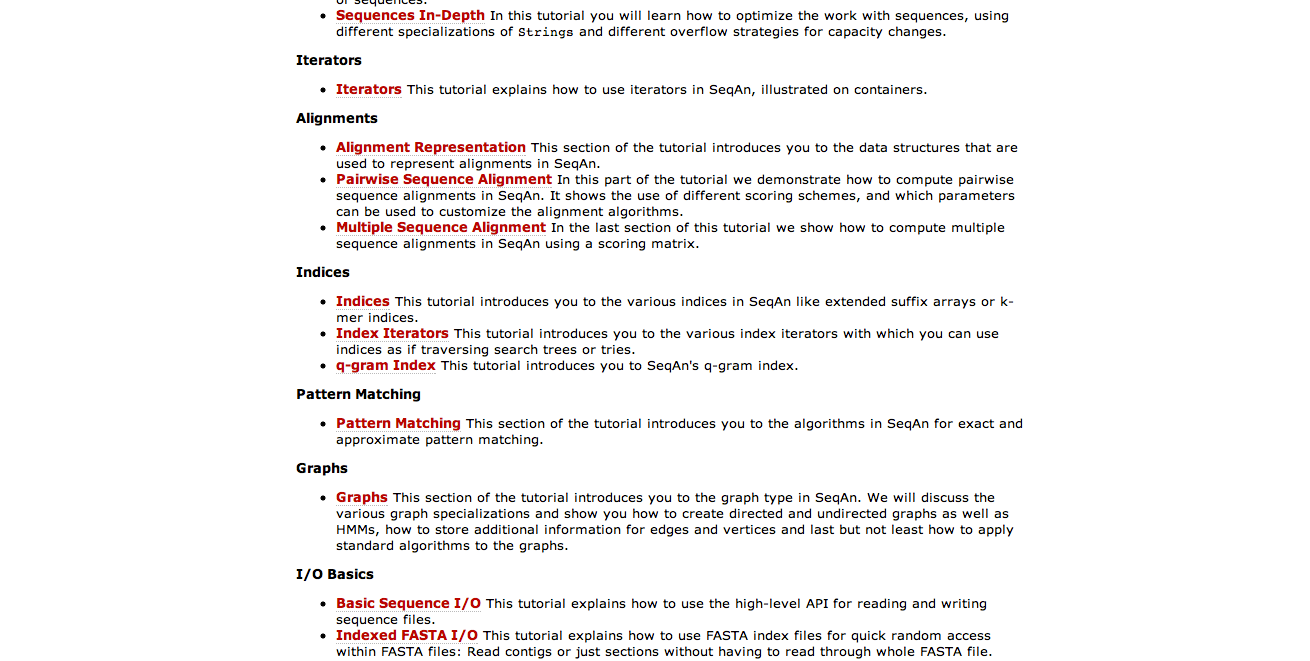 of sequences.
Sequences In-Depth In this tutorial you will learn how to optimize the work with sequences, using
different specializations of Strings and different overflow strategies for capacity changes.
Iterators
Iterators This tutorial explains how to use iterators in SeqAn, illustrated on containers.
Alignments
Alignment Representation This section of the tutorial introduces you to the data structures that are
used to represent alignments in SeqAn.
Pairwise Sequence Alignment In this part of the tutorial we demonstrate how to compute pairwise
sequence alignments in SeqAn. It shows the use of different scoring schemes, and which parameters
can be used to customize the alignment algorithms.
Multiple Sequence Alignment In the last section of this tutorial we show how to compute multiple
sequence alignments in SeqAn using a scoring matrix.
Indices
Indices This tutorial introduces you to the various indices in SeqAn like extended suffix arrays or k-
mer indices.
Index Iterators This tutorial introduces you to the various index iterators with which you can use
indices as if traversing search trees or tries.
q-gram Index This tutorial introduces you to SeqAn's q-gram index.
Pattern Matching
Pattern Matching This section of the tutorial introduces you to the algorithms in SeqAn for exact and
approximate pattern matching.
Graphs
Graphs This section of the tutorial introduces you to the graph type in SeqAn. We will discuss the
various graph specializations and show you how to create directed and undirected graphs as well as
HMMs, how to store additional information for edges and vertices and last but not least how to apply
standard algorithms to the graphs.
I/O Basics
Basic Sequence I/O This tutorial explains how to use the high-level API for reading and writing
sequence files.
Indexed FASTA I/O This tutorial explains how to use FASTA index files for quick random access
within FASTA files: Read contigs or just sections without having to read through whole FASTA file.